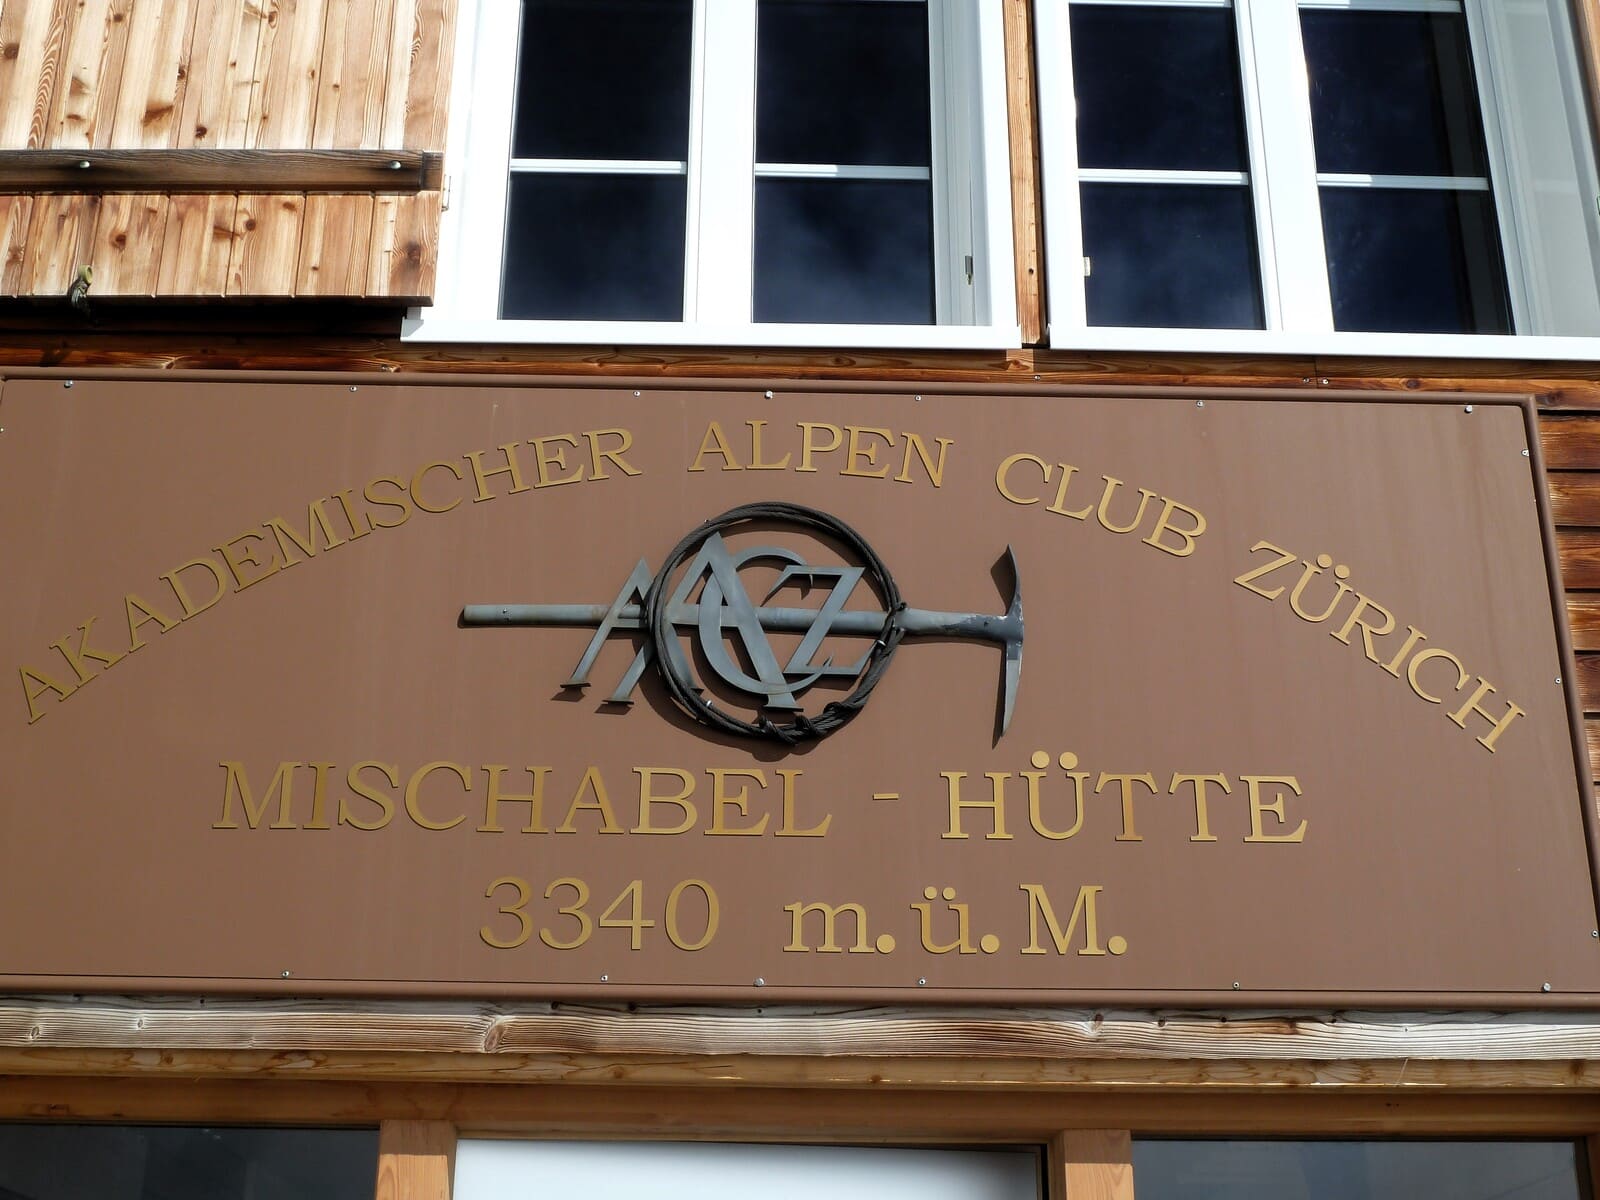 AKADEMISCHER ALPEN CLUB ZÜRICH
AACZ
MISCHABEL - HÜTTE
3340 m.ü.M.